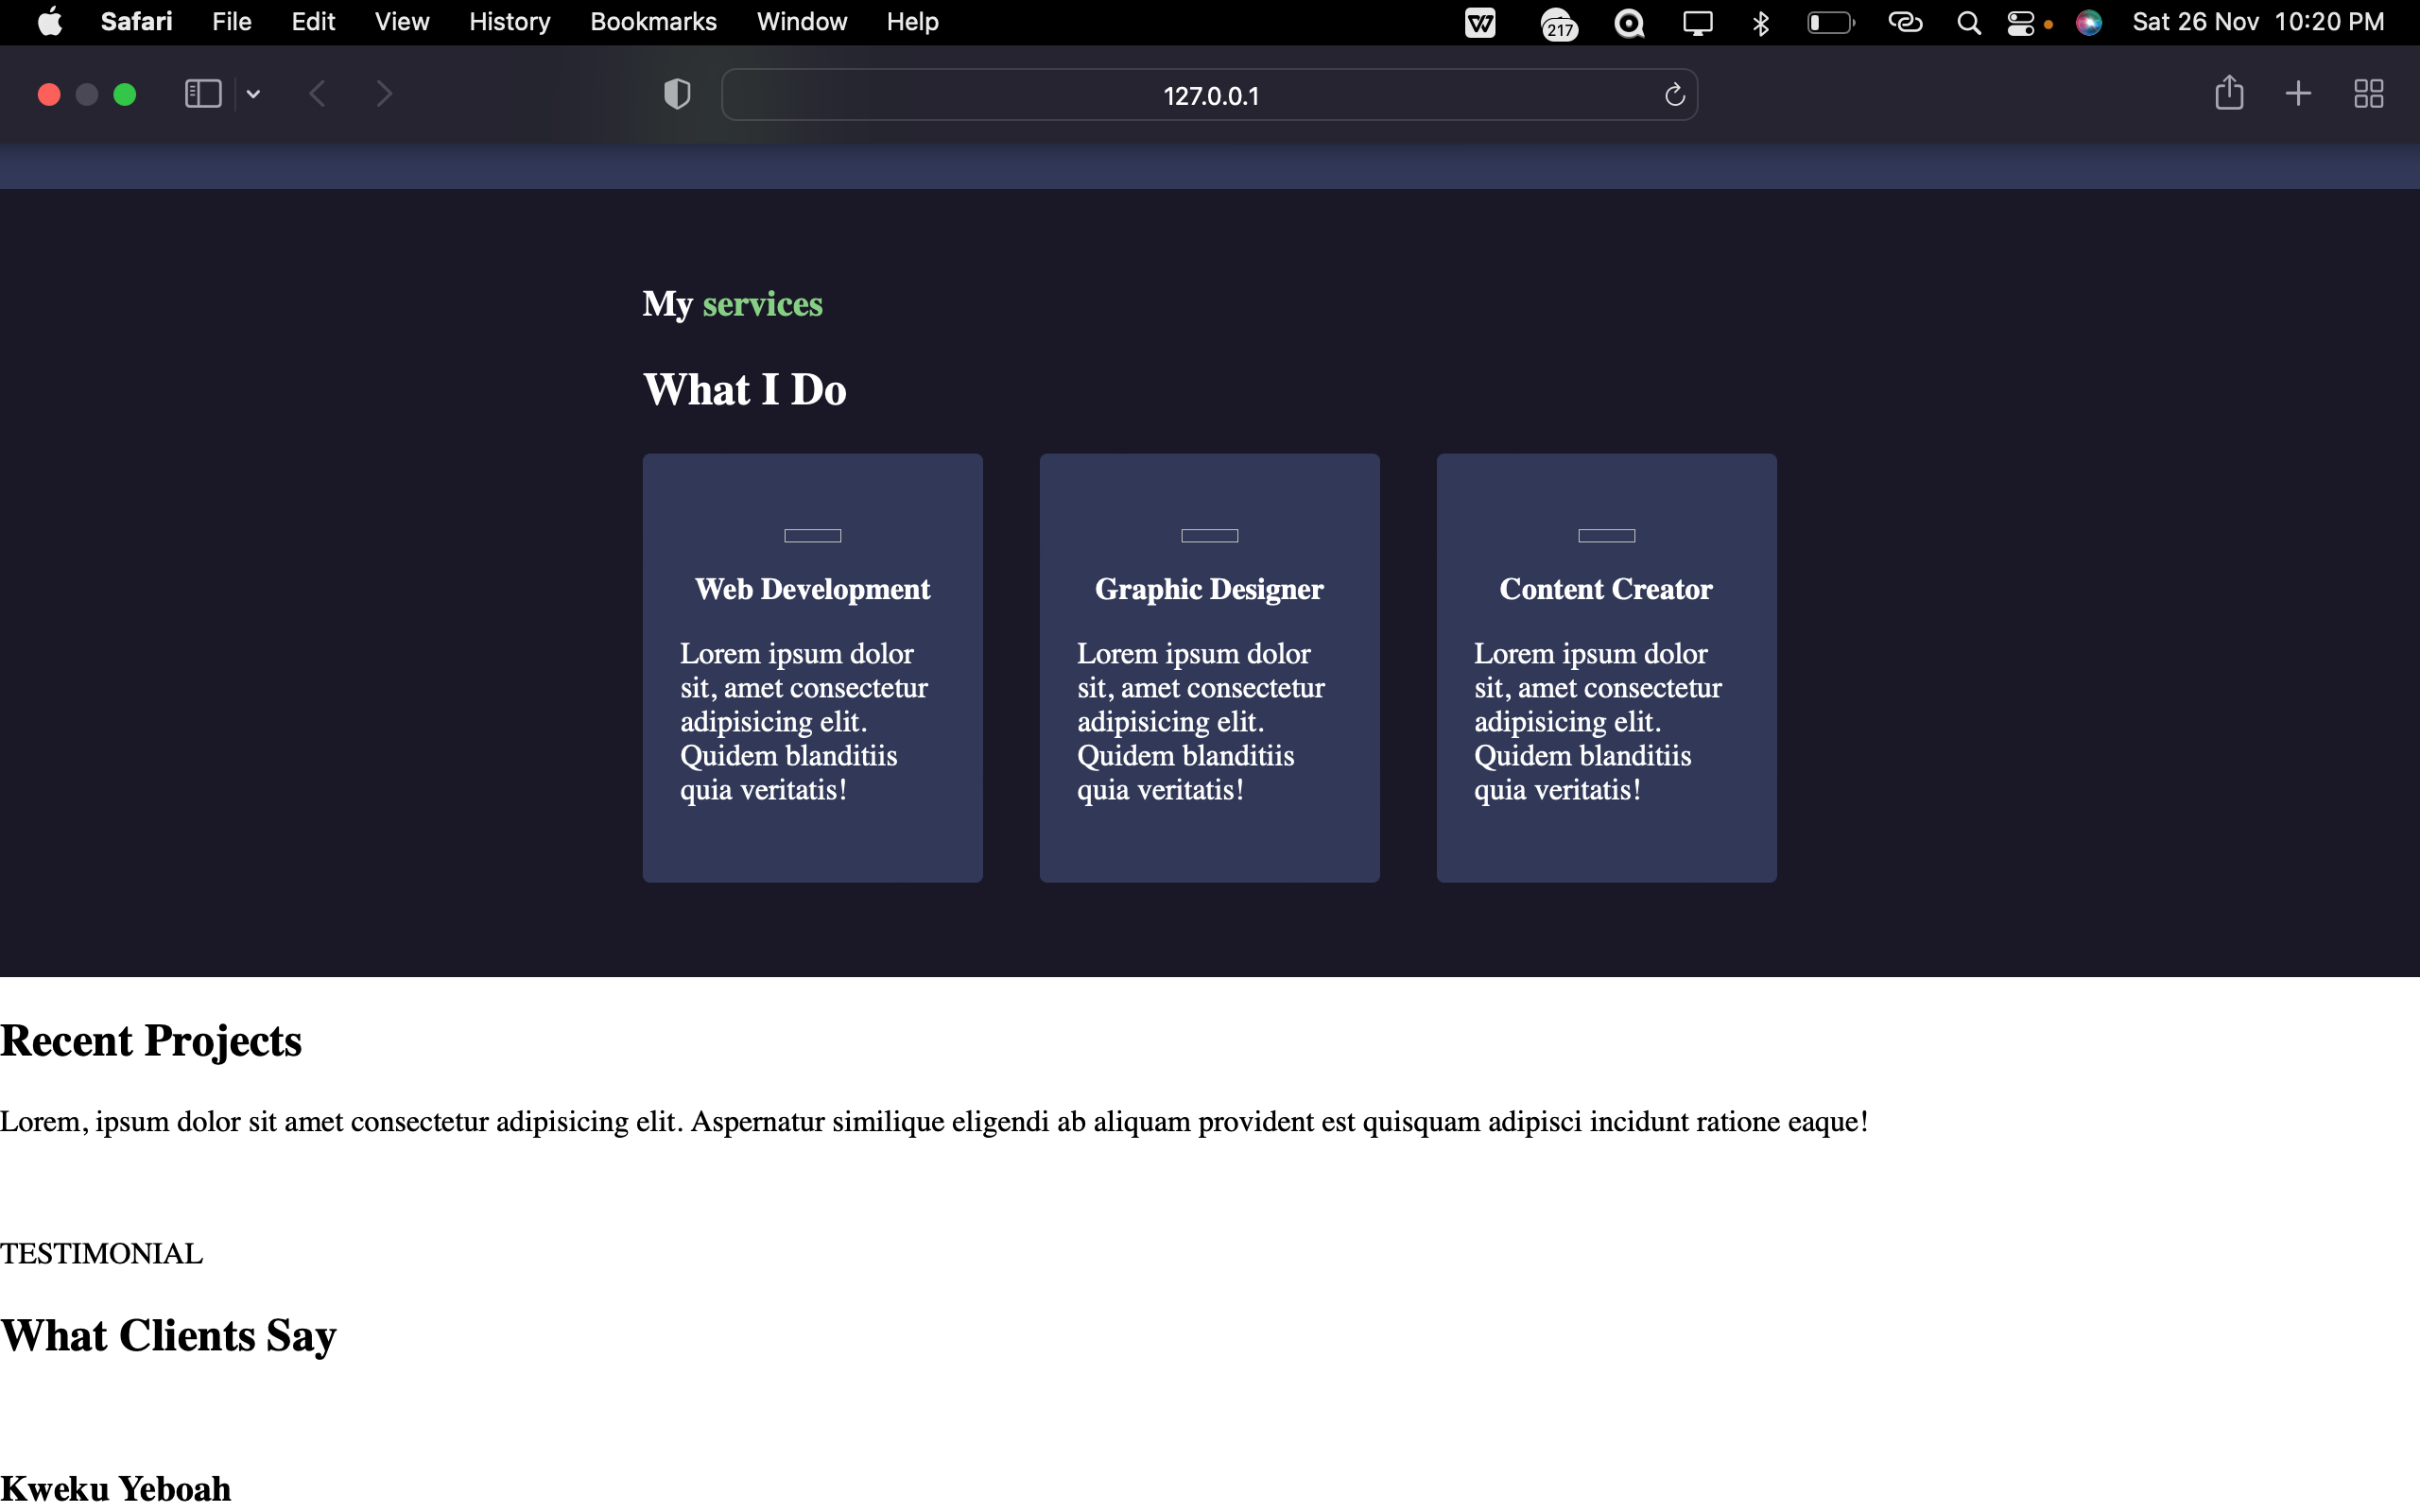 Safari File Edit View History Bookmarks Window Help 217 Sat 26 Nov 10:20 PM
127.0.0.1
My services
What I Do
Web Development
Lorem ipsum dolor
sit, amet consectetur
adipisicing elit.
Quidem blanditiis
quia veritatis!
Graphic Designer
Lorem ipsum dolor
sit, amet consectetur
adipisicing elit.
Quidem blanditiis
quia veritatis!
Content Creator
Lorem ipsum dolor
sit, amet consectetur
adipisicing elit.
Quidem blanditiis
quia veritatis!
Recent Projects
Lorem, ipsum dolor sit amet consectetur adipisicing elit. Aspernatur similique eligendi ab aliquam provident est quisquam adipisci incidunt ratione eaque!
TESTIMONIAL
What Clients Say
Kweku Yeboah